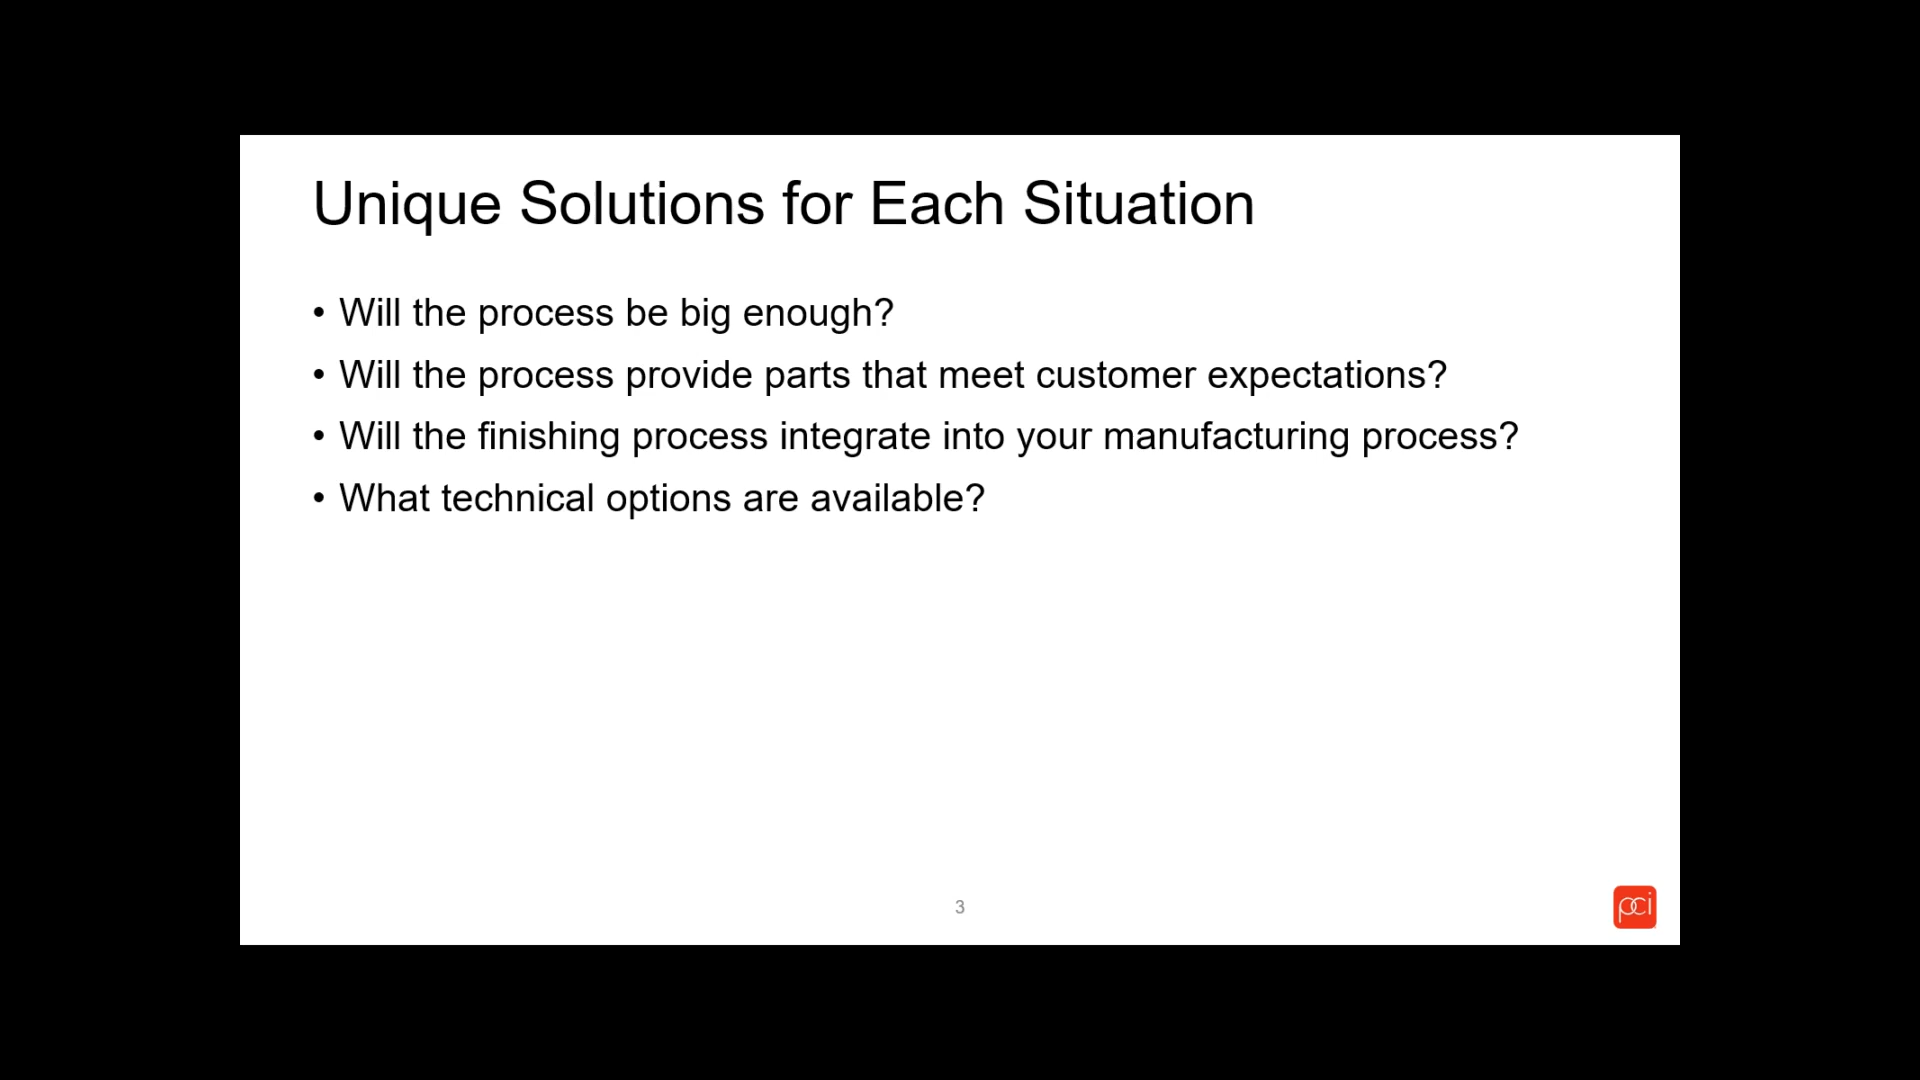 Unique Solutions for Each Situation
• Will the process be big enough?
• Will the process provide parts that meet customer expectations?
• Will the finishing process integrate into your manufacturing process?
• What technical options are available?
3
pci